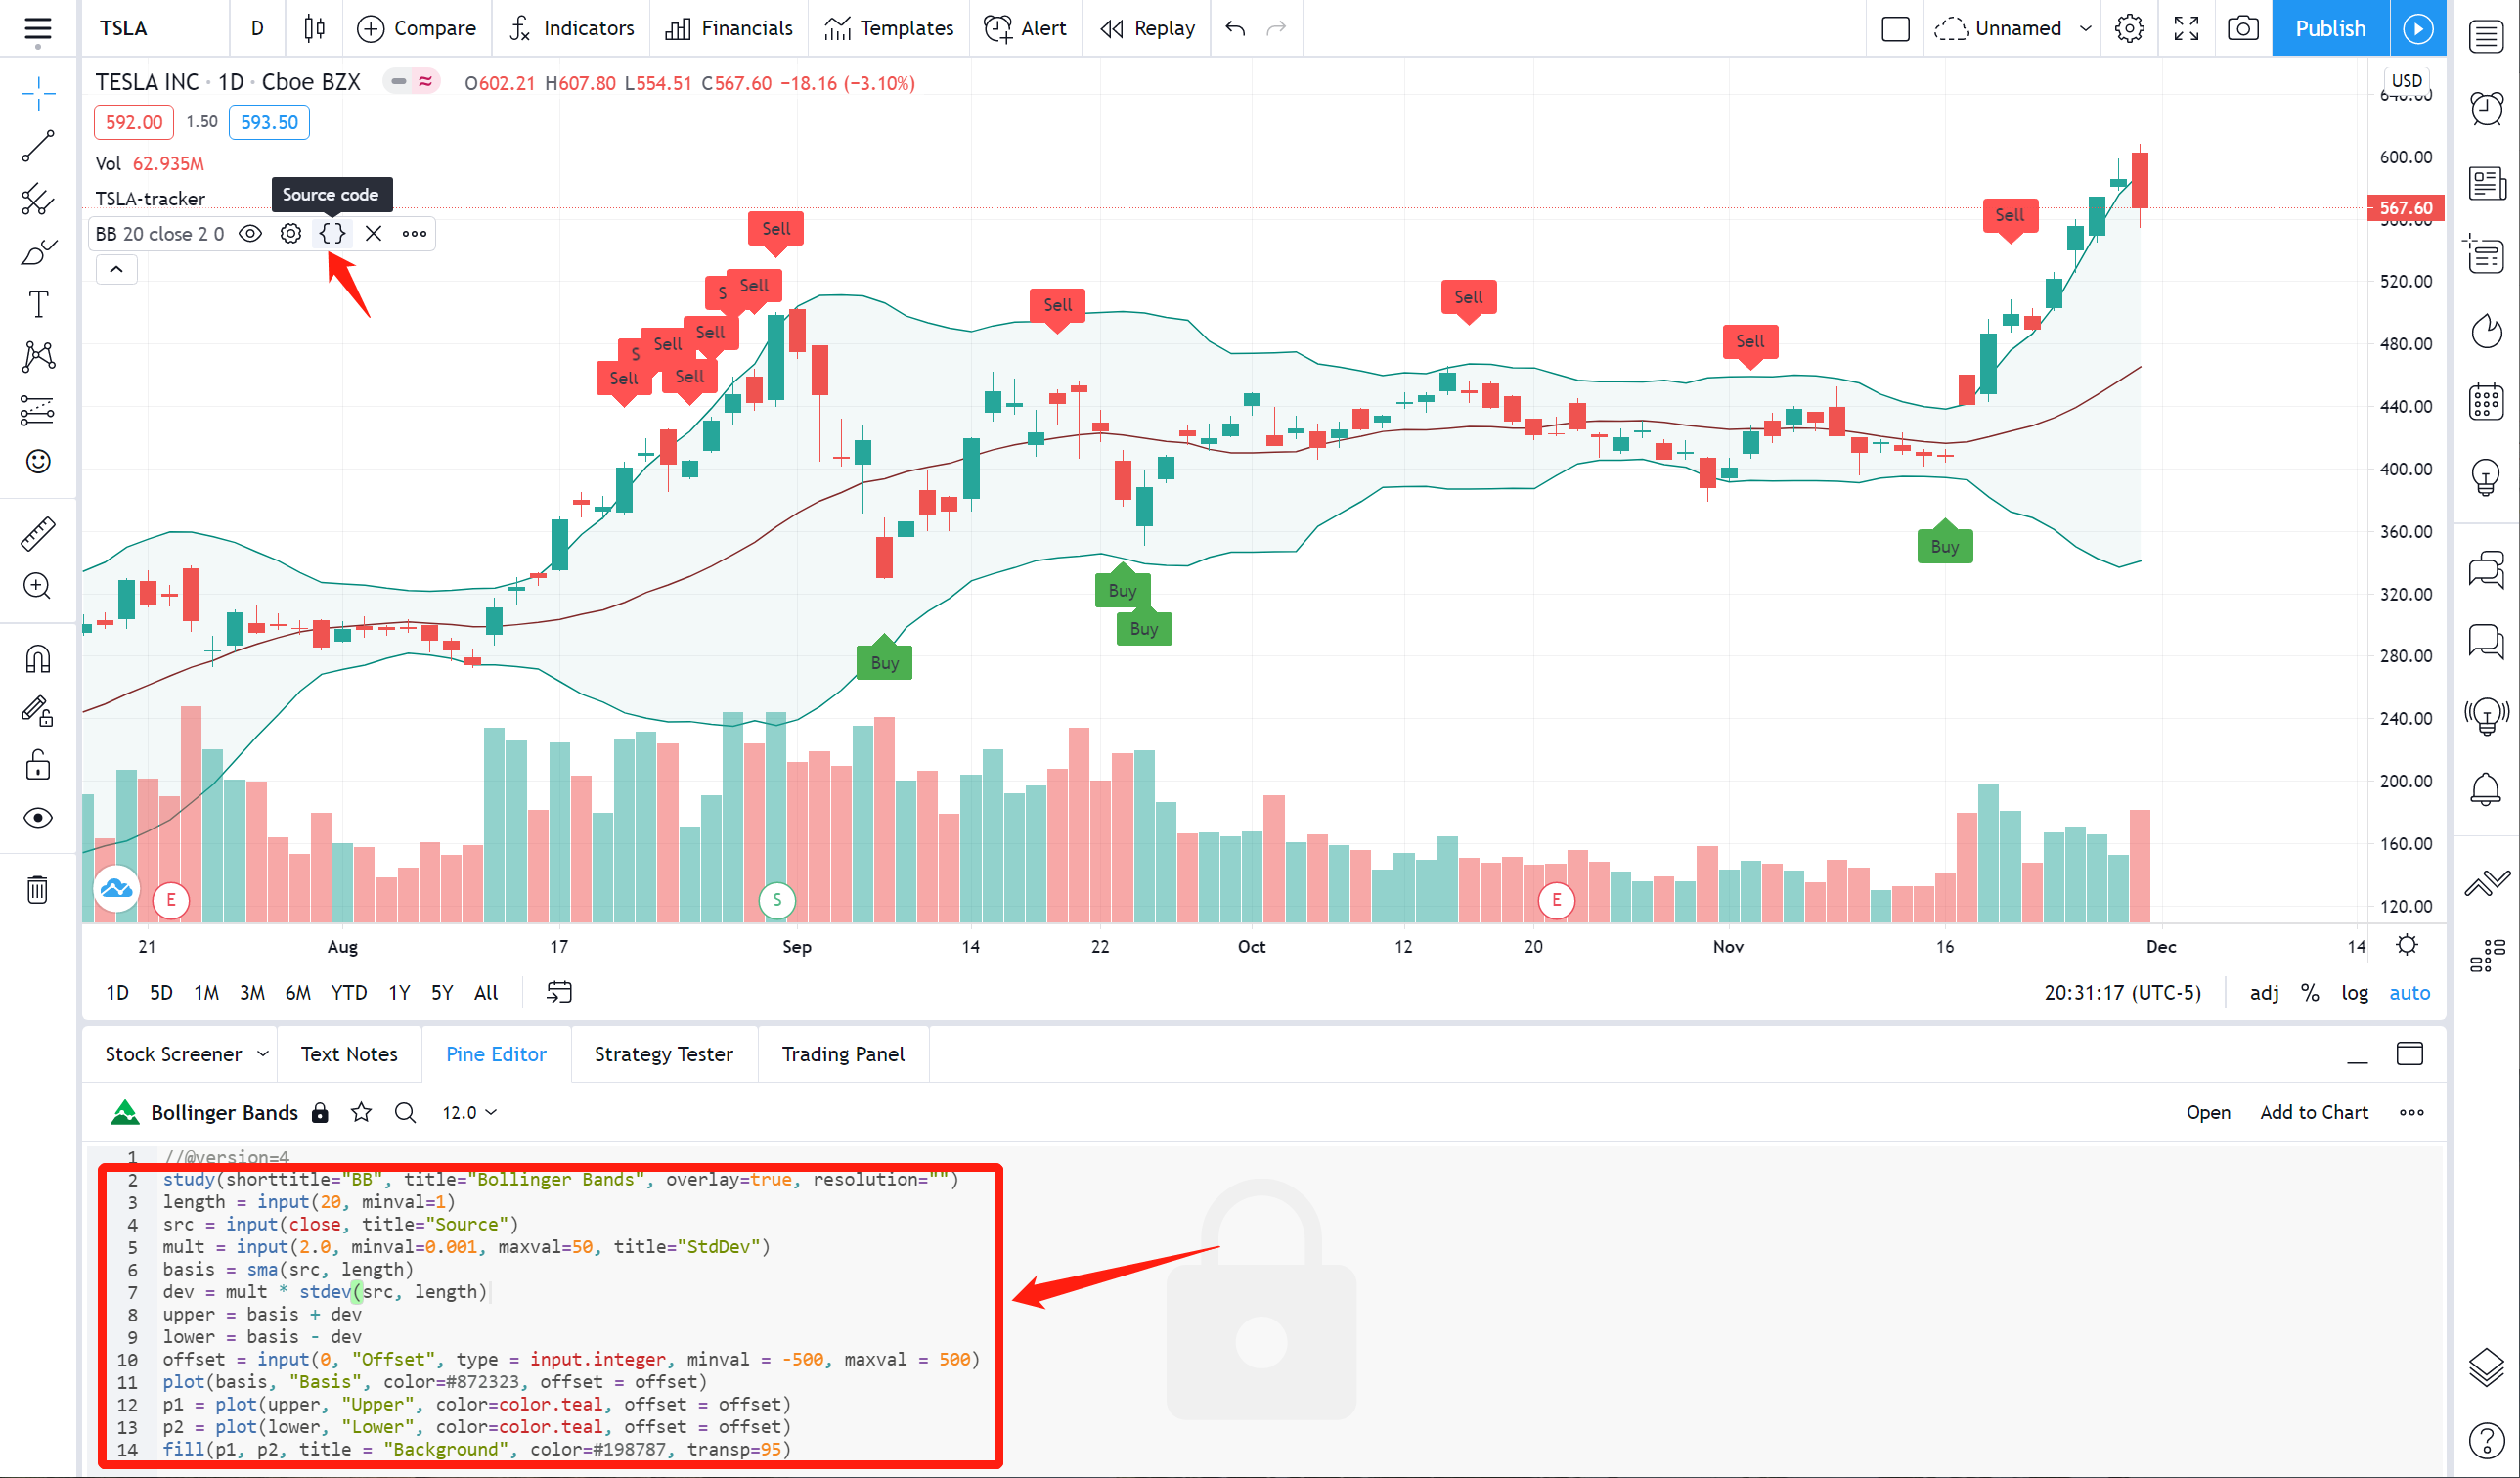 TSLA D Compare Indicators Financials Templates Alert Replay Unnamed Publish
TESLA INC · 1D · Cboe BZX O602.21 H607.80 L554.51 C567.60 −18.16 (−3.10%)
USD
592.00 1.50 593.50
Vol 62.935M
TSLA-tracker
Source code
BB 20 close 2 0
640.00
600.00
567.60
560.00
520.00
480.00
440.00
400.00
360.00
320.00
280.00
240.00
200.00
160.00
120.00
Sell
S Sell
Sell
S Sell
Sell
Sell
Sell
Sell
Sell
Sell
Buy
Buy
Buy
Buy
E S E
21 Aug 17 Sep 14 22 Oct 12 20 Nov 16 Dec 14
1D 5D 1M 3M 6M YTD 1Y 5Y All 20:31:17 (UTC-5) adj % log auto
Stock Screener Text Notes Pine Editor Strategy Tester Trading Panel
Bollinger Bands 12.0 Open Add to Chart
1 //@version=4
2 study(shorttitle="BB", title="Bollinger Bands", overlay=true, resolution="")
3 length = input(20, minval=1)
4 src = input(close, title="Source")
5 mult = input(2.0, minval=0.001, maxval=50, title="StdDev")
6 basis = sma(src, length)
7 dev = mult * stdev(src, length)
8 upper = basis + dev
9 lower = basis - dev
10 offset = input(0, "Offset", type = input.integer, minval = -500, maxval = 500)
11 plot(basis, "Basis", color=#872323, offset = offset)
12 p1 = plot(upper, "Upper", color=color.teal, offset = offset)
13 p2 = plot(lower, "Lower", color=color.teal, offset = offset)
14 fill(p1, p2, title = "Background", color=#198787, transp=95)